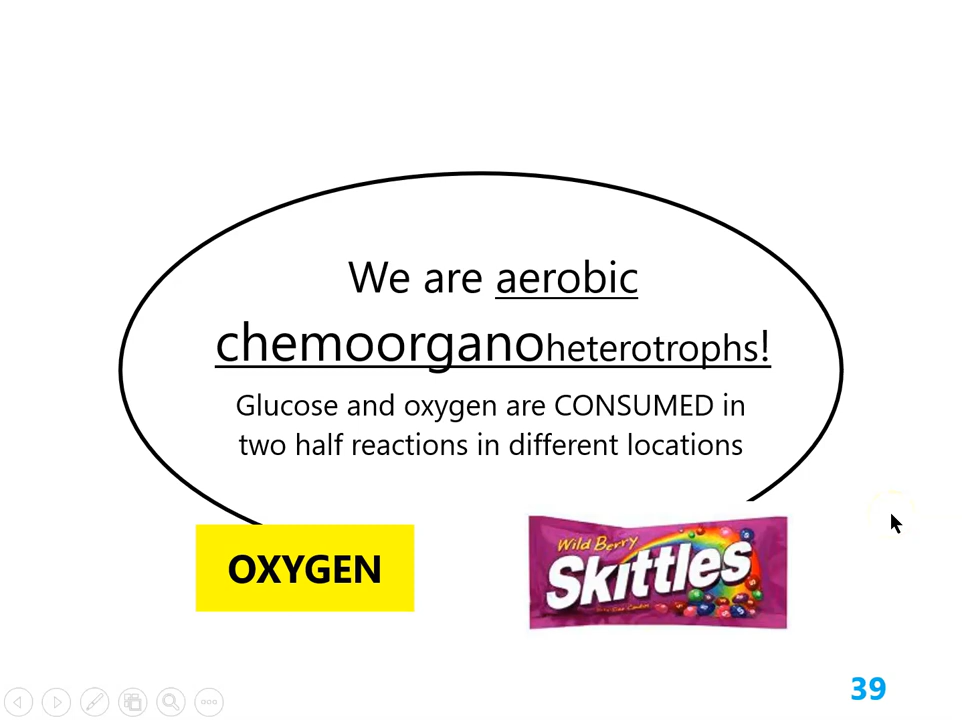 We are aerobic
chemoorganoheterotrophs!
Glucose and oxygen are CONSUMED in
two half reactions in different locations
OXYGEN
Wild Berry
Skittles
39